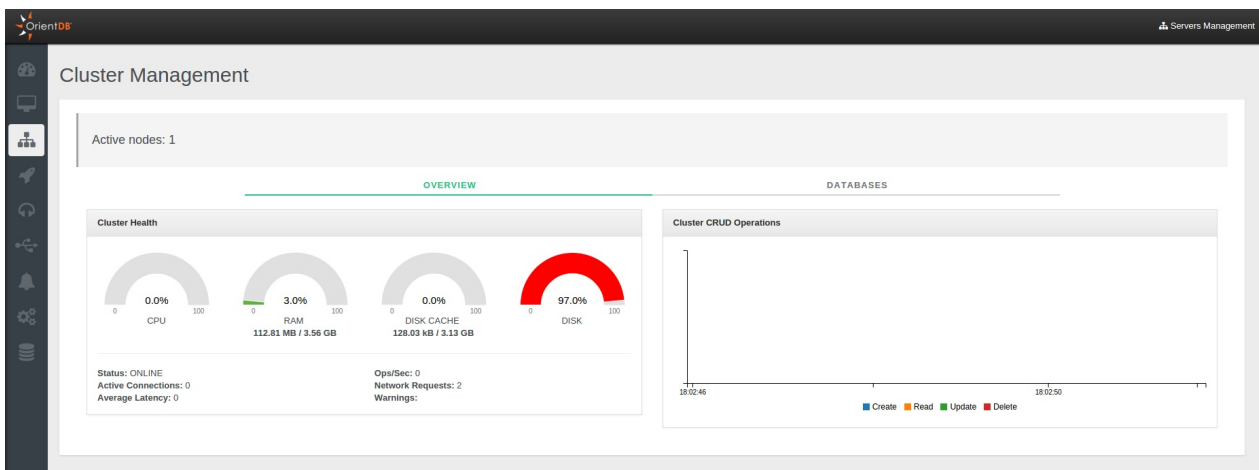 OrientDB
Servers Management
Cluster Management
Active nodes: 1
OVERVIEW
DATABASES
Cluster Health
0.0%
0
100
CPU
3.0%
0
100
RAM
112.81 MB / 3.56 GB
0.0%
0
100
DISK CACHE
128.03 kB / 3.13 GB
97.0%
0
100
DISK
Status: ONLINE
Active Connections: 0
Average Latency: 0
Ops/Sec: 0
Network Requests: 2
Warnings:
Cluster CRUD Operations
18:02:46
18:02:50
Create
Read
Update
Delete